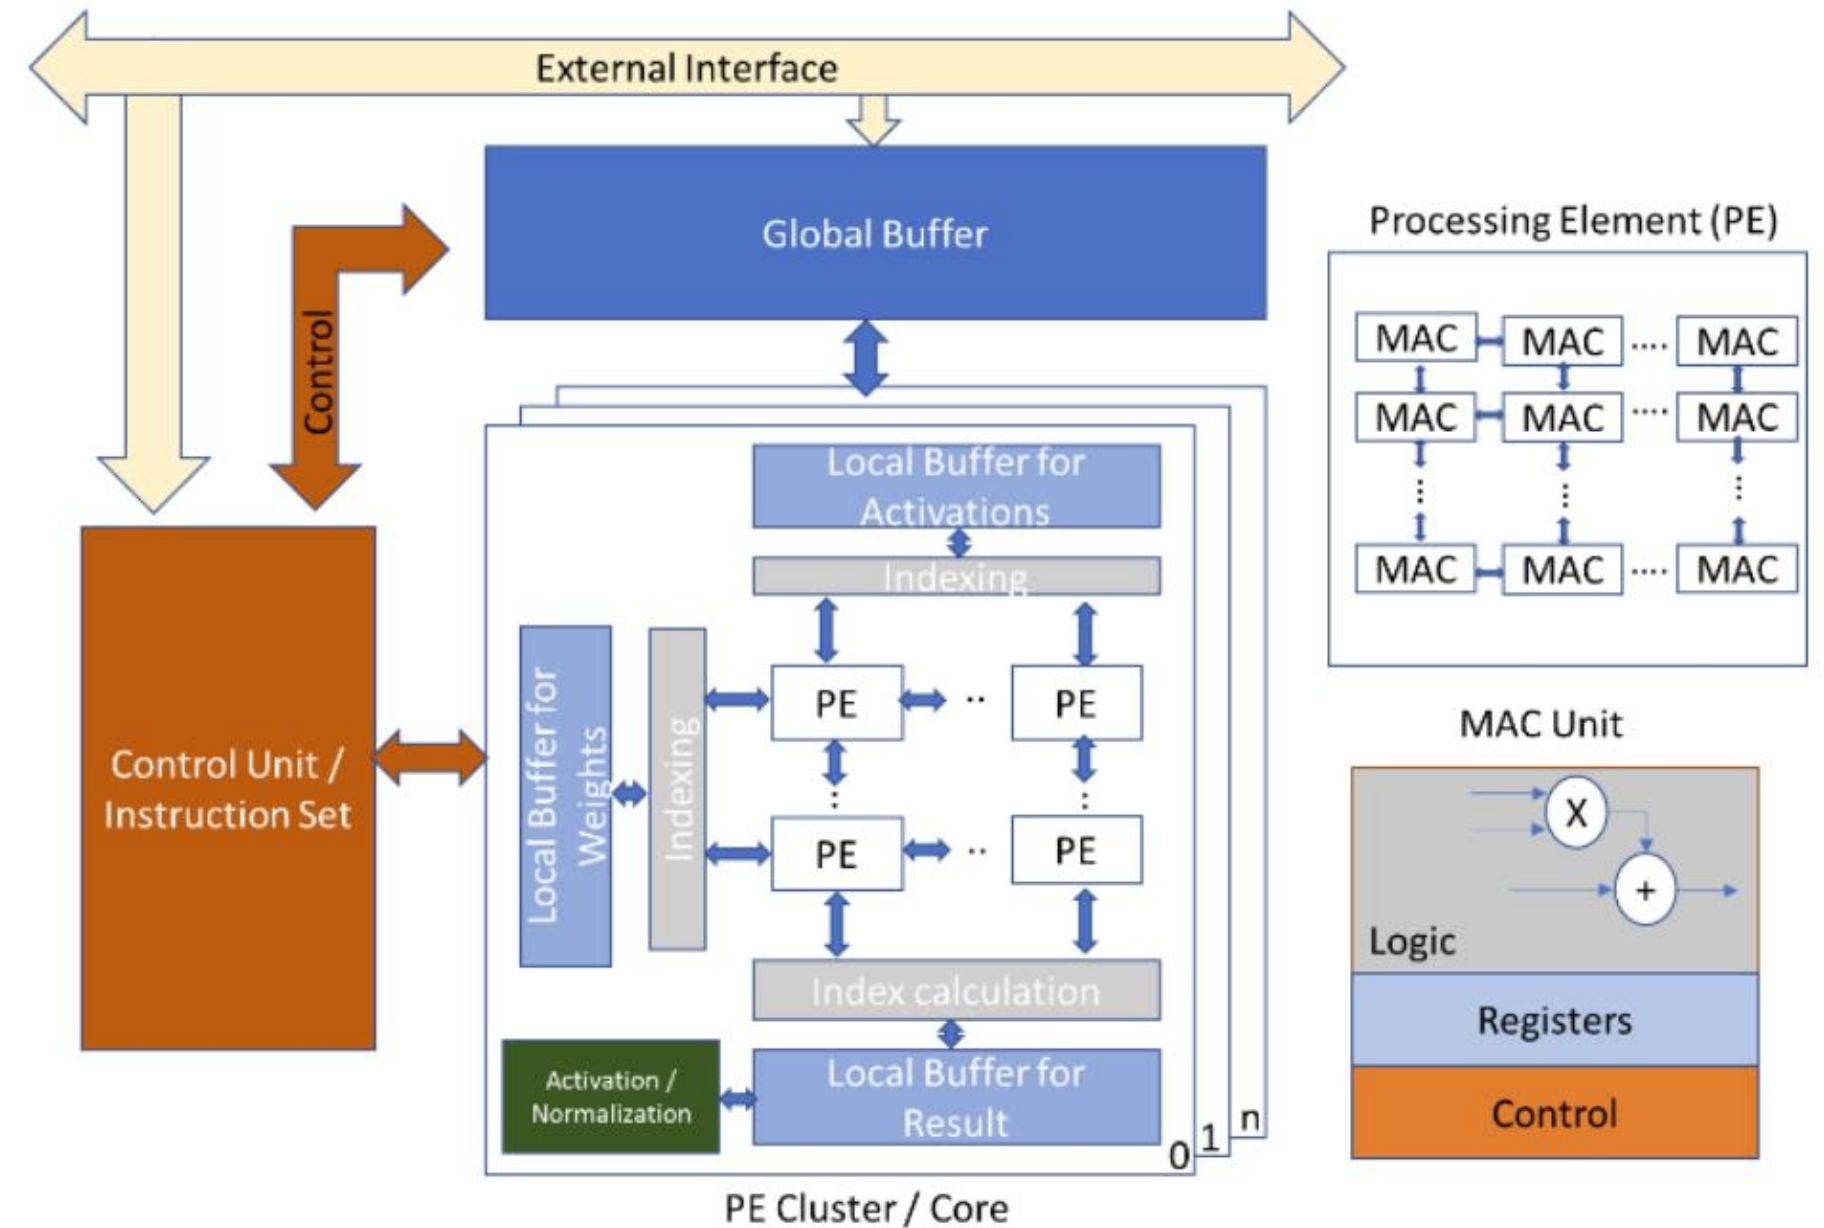 External Interface
Global Buffer
Control
Control Unit /
Instruction Set
Local Buffer for
Activations
Indexing
Local Buffer for
Weights
Indexing
PE
..
PE
:
:
PE
..
PE
Index calculation
Activation /
Normalization
Local Buffer for
Result
0
1
n
PE Cluster / Core
Processing Element (PE)
MAC MAC .... MAC
MAC MAC .... MAC
⋮ ⋮ ⋮
MAC MAC .... MAC
MAC Unit
X
+
Logic
Registers
Control